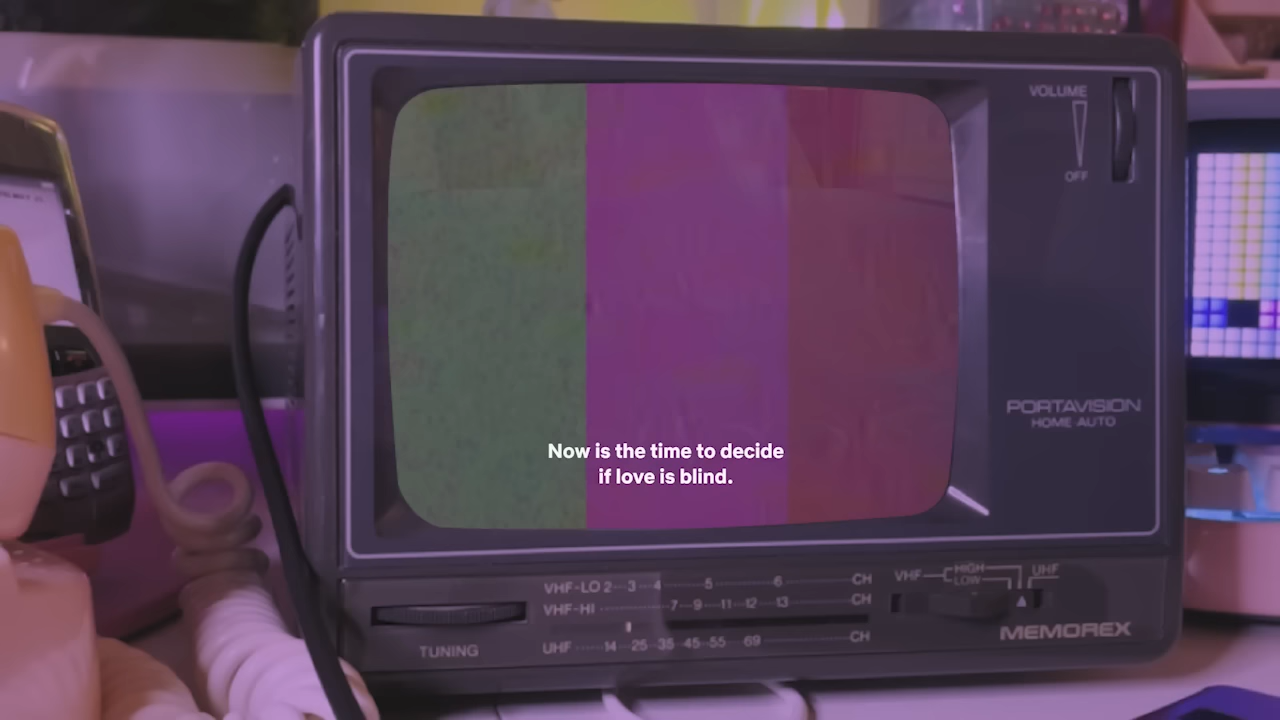 VOLUME
OFF
PORTAVISION
HOME AUTO
Now is the time to decide
if love is blind.
VHF-LO 2 3 4 5 6 CH
VHF-HI 7 9 11 12 13 CH
UHF 14 25 35 45 55 69 CH
TUNING
VHF HIGH LOW UHF
MEMOREX